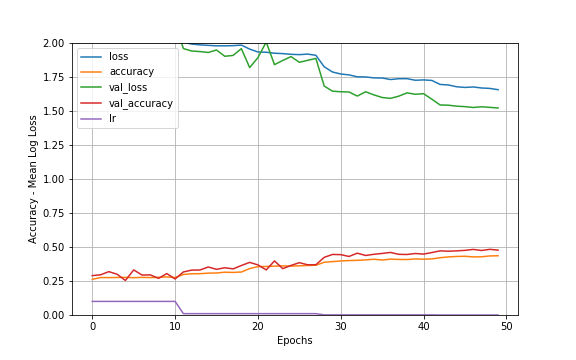 2.00
1.75
1.50
1.25
1.00
0.75
0.50
0.25
0.00
Accuracy - Mean Log Loss
loss
accuracy
val_loss
val_accuracy
lr
0 10 20 30 40 50
Epochs